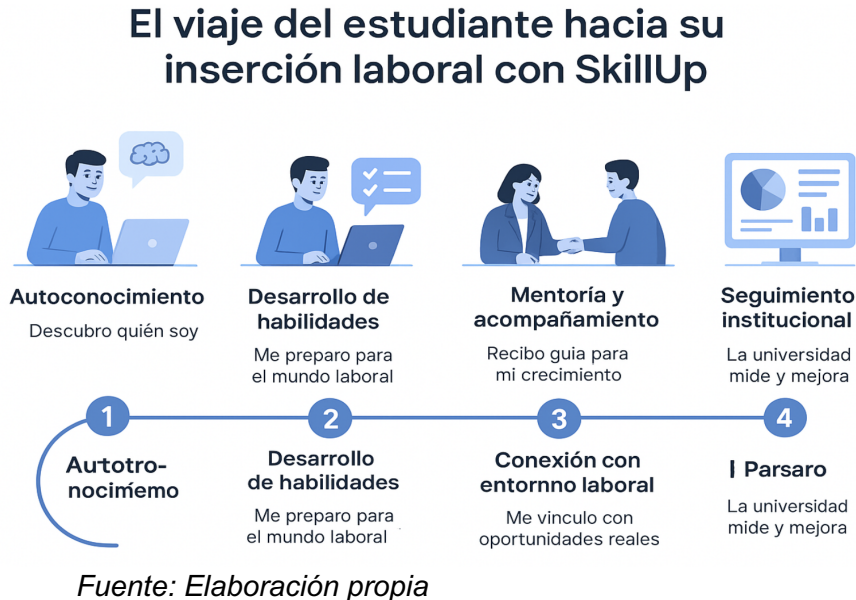 El viaje del estudiante hacia su
inserción laboral con SkillUp
Autoconocimiento
Descubro quién soy
Desarrollo de
habilidades
Me preparo para
el mundo laboral
Mentoría y
acompañamiento
Recibo guia para
mi crecimiento
Seguimiento
institucional
La universidad
mide y mejora
1
2
3
4
Autotro-
nocimemo
Desarrollo
de habilidades
Me preparo para
el mundo laboral
Conexión con
entornno laboral
Me vinculo con
oportunidades reales
I Parsaro
La universidad
mide y mejora
Fuente: Elaboración propia